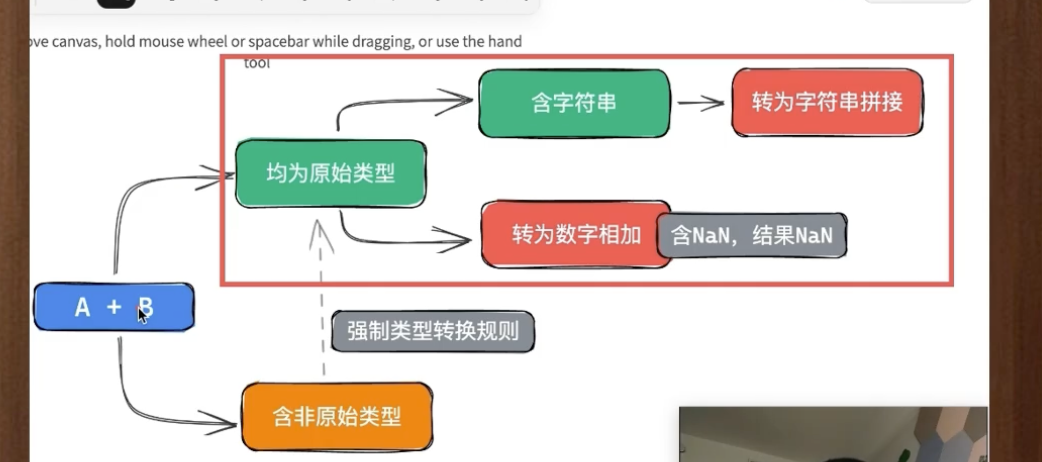 ove canvas, hold mouse wheel or spacebar while dragging, or use the hand
tool
含字符串
转为字符串拼接
均为原始类型
转为数字相加
含NaN，结果NaN
A + B
强制类型转换规则
含非原始类型